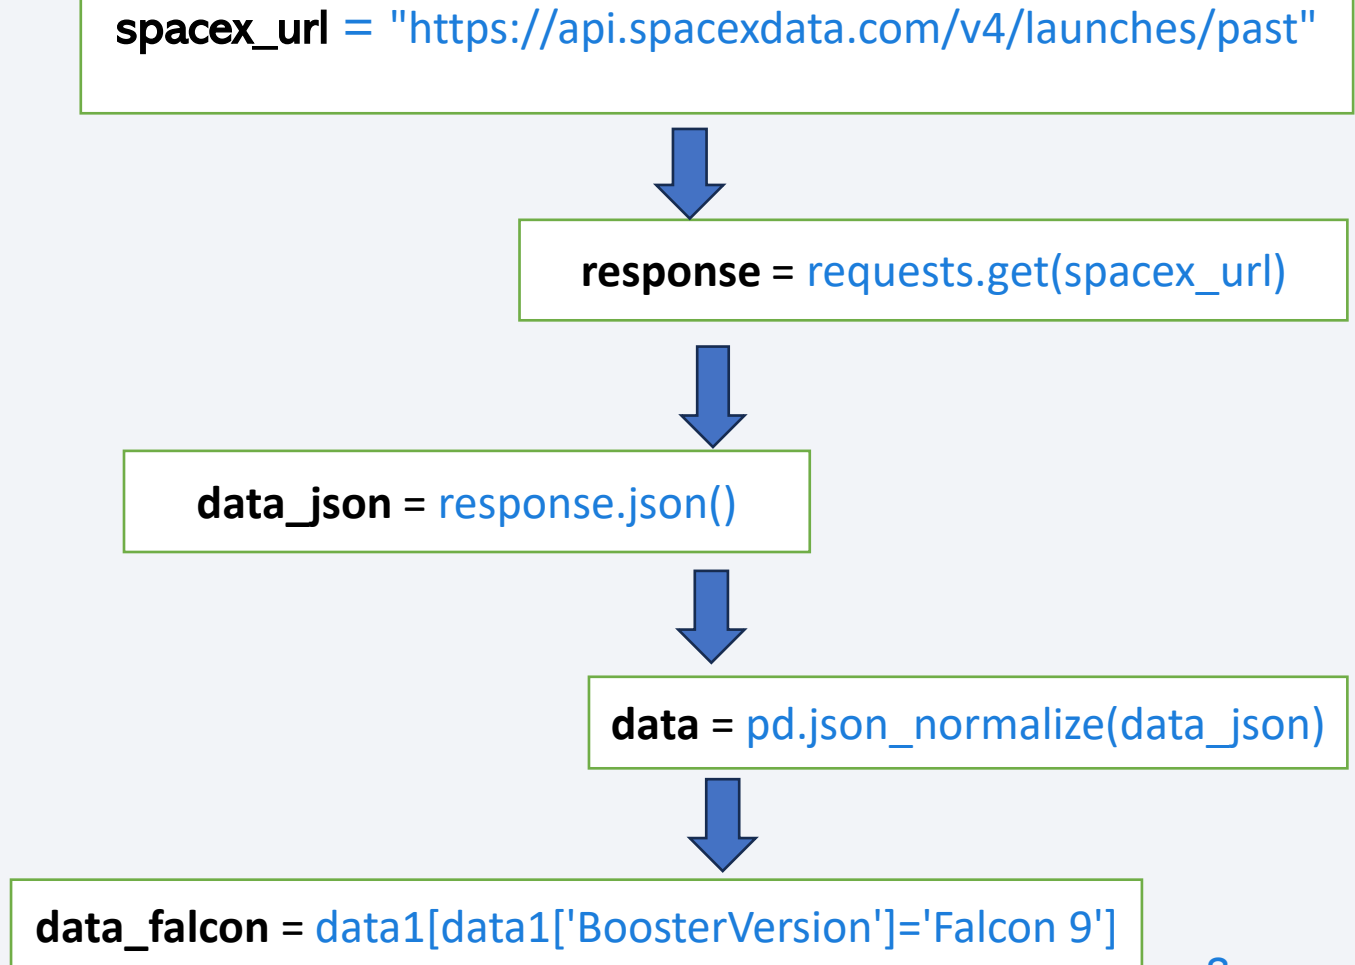 spacex_url = "https://api.spacexdata.com/v4/launches/past"
response = requests.get(spacex_url)
data_json = response.json()
data = pd.json_normalize(data_json)
data_falcon = data1[data1['BoosterVersion']='Falcon 9']